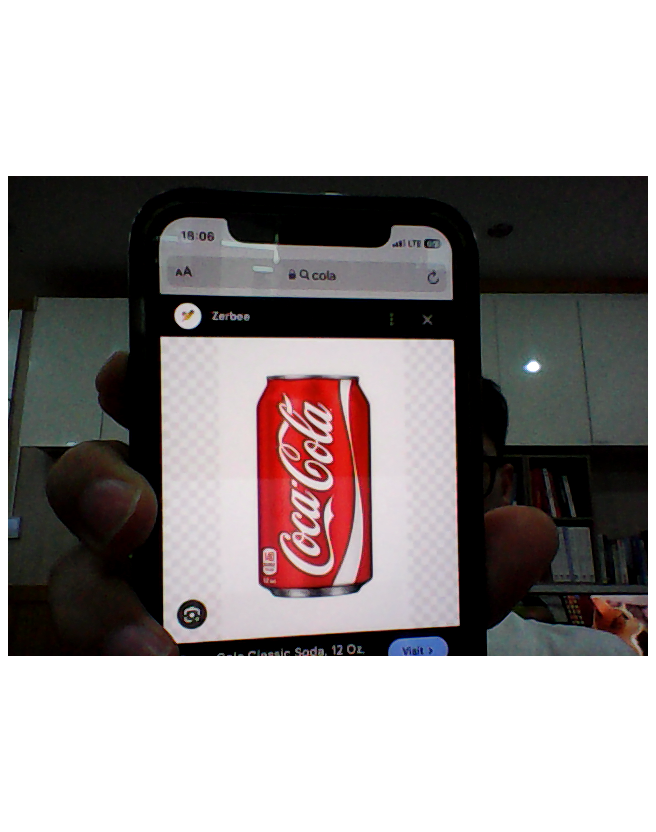 18:06
LTE
AA cola
Zerbee
Coca-Cola
Cola Classic Soda, 12 Oz.
Visit >